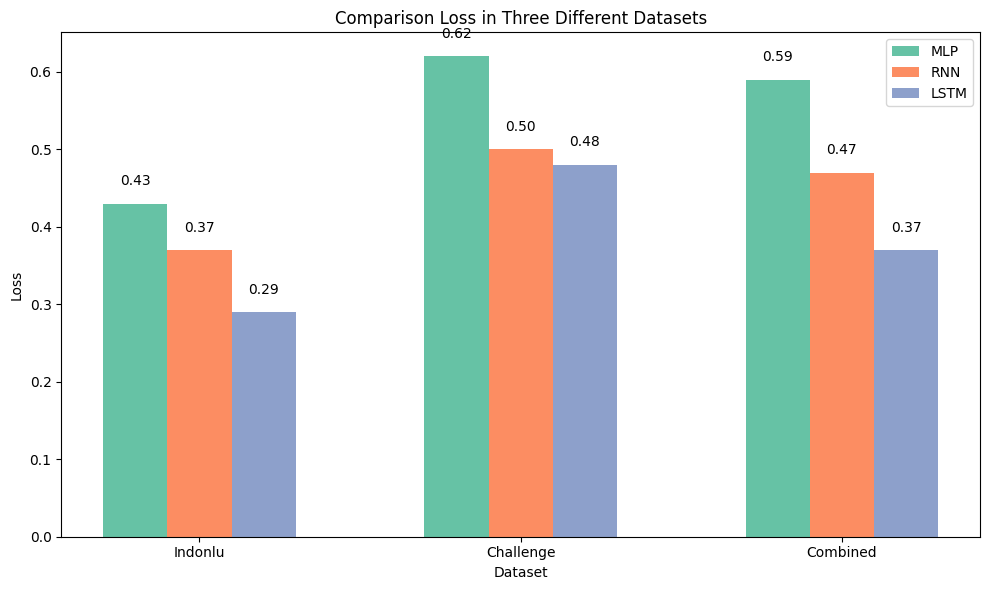 Comparison Loss in Three Different Datasets
0.62
0.59
0.50
0.48
0.47
0.43
0.37
0.37
0.29
MLP
RNN
LSTM
Loss
0.6
0.5
0.4
0.3
0.2
0.1
0.0
Indonlu
Challenge
Combined
Dataset